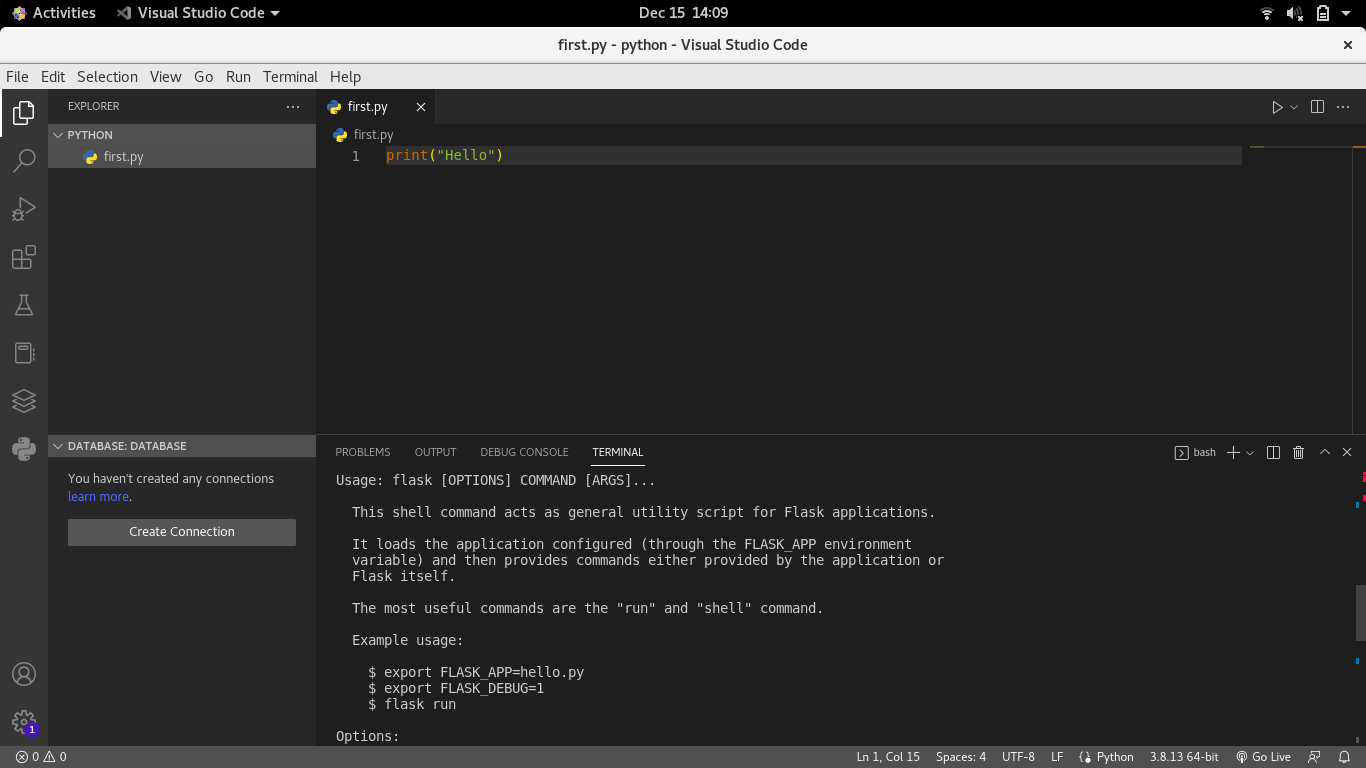 Activities Visual Studio Code Dec 15 14:09
first.py - python - Visual Studio Code
File Edit Selection View Go Run Terminal Help
EXPLORER
PYTHON
first.py
DATABASE: DATABASE
You haven't created any connections
learn more.
Create Connection
1
first.py
first.py
1 print("Hello")
PROBLEMS OUTPUT DEBUG CONSOLE TERMINAL bash
Usage: flask [OPTIONS] COMMAND [ARGS]...
This shell command acts as general utility script for Flask applications.
It loads the application configured (through the FLASK_APP environment
variable) and then provides commands either provided by the application or
Flask itself.
The most useful commands are the "run" and "shell" command.
Example usage:
$ export FLASK_APP=hello.py
$ export FLASK_DEBUG=1
$ flask run
Options:
0 0 Ln 1, Col 15 Spaces: 4 UTF-8 LF Python 3.8.13 64-bit Go Live